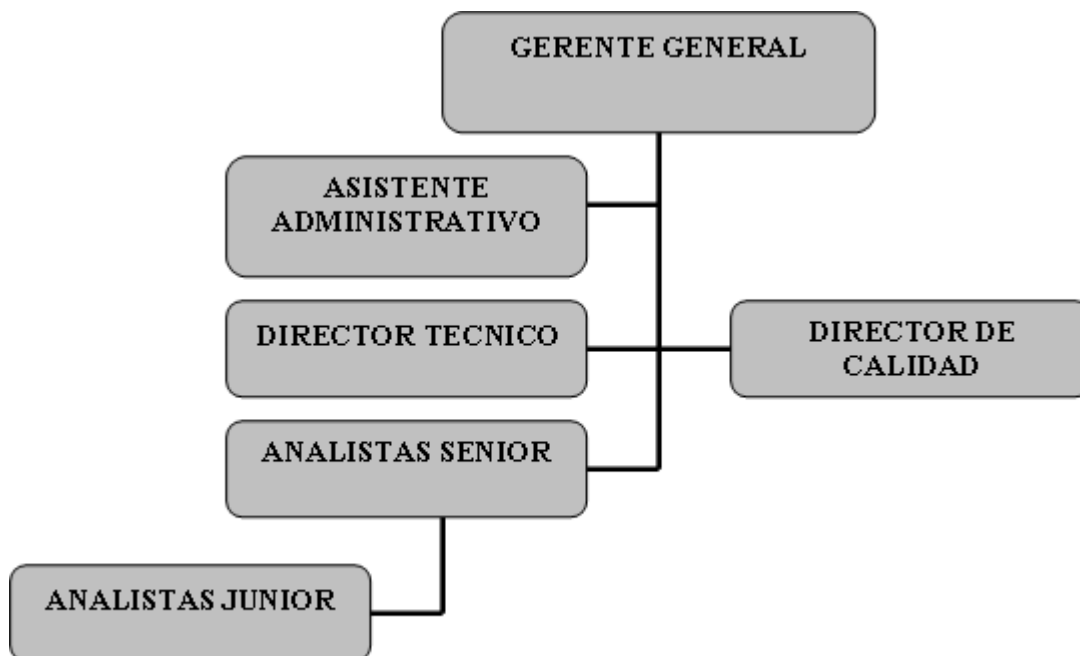 GERENTE GENERAL
ASISTENTE
ADMINISTRATIVO
DIRECTOR TECNICO
DIRECTOR DE
CALIDAD
ANALISTAS SENIOR
ANALISTAS JUNIOR